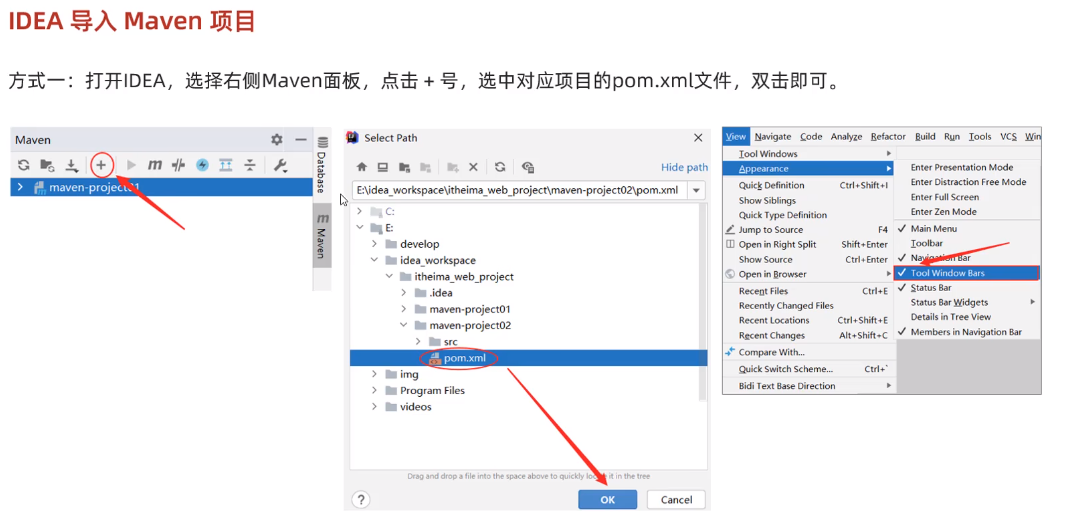 IDEA 导入 Maven 项目
方式一：打开IDEA，选择右侧Maven面板，点击 + 号，选中对应项目的pom.xml文件，双击即可。
Maven
maven-project01
Database
Maven
Select Path
Hide path
E:\idea_workspace\itheima_web_project\maven-project02\pom.xml
C:
E:
develop
idea_workspace
itheima_web_project
.idea
maven-project01
maven-project02
src
pom.xml
img
Program Files
videos
Drag and drop a file into the space above to quickly locate it in the tree
?
OK
Cancel
View Navigate Code Analyze Refactor Build Run Tools VCS Win
Tool Windows
Appearance
Quick Definition Ctrl+Shift+I
Show Siblings
Quick Type Definition
Jump to Source F4
Open in Right Split Shift+Enter
Show Source Ctrl+Enter
Open in Browser
Recent Files Ctrl+E
Recently Changed Files
Recent Locations Ctrl+Shift+E
Recent Changes Alt+Shift+C
Compare With...
Quick Switch Scheme... Ctrl+`
Bidi Text Base Direction
Enter Presentation Mode
Enter Distraction Free Mode
Enter Full Screen
Enter Zen Mode
Main Menu
Toolbar
Navigation Bar
Tool Window Bars
Status Bar
Status Bar Widgets
Details in Tree View
Members in Navigation Bar